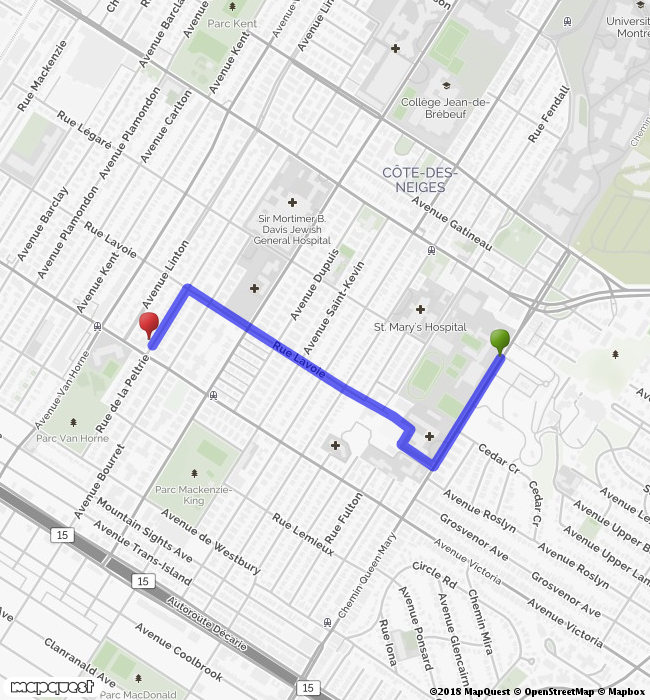 Parc Kent
Avenue Barclay
Avenue Kent
Rue Mackenzie
Universit
Montre
Collège Jean-de-
Brébeuf
Rue Fendall
Chemin
Rue Légaré
Avenue Plamondon
Avenue Carlton
CÔTE-DES-
NEIGES
Avenue Gatineau
Sir Mortimer B.
Davis Jewish
General Hospital
Avenue Barclay
Avenue Plamondon
Rue Lavoie
Avenue Kent
Avenue Linton
Avenue Dupuis
Avenue Saint-Kevin
St. Mary's Hospital
Rue Lavoie
Avenue Van Horne
Rue de la Peltrie
Parc Van Horne
Avenue Bourret
Parc Mackenzie-
King
Cedar Cr
Cedar Cr
Mountain Sights Ave
Avenue de Westbury
Avenue Trans-Island
Rue Lemieux
Rue Fulton
Chemin Queen-Mary
Avenue Roslyn
Grosvenor Ave
Avenue Victoria
Avenue Roslyn
Grosvenor Ave
Avenue Victoria
Avenue Upper B
Avenue Upper Lan
Circle Rd
Rue Iona
Avenue Ponsard
Avenue Glencairn
Chemin Mira
15
15
15
Autoroute Décarie
Avenue Coolbrook
Clanranald Ave
Parc MacDonald
mapquest
©2018 MapQuest © OpenStreetMap © Mapbox